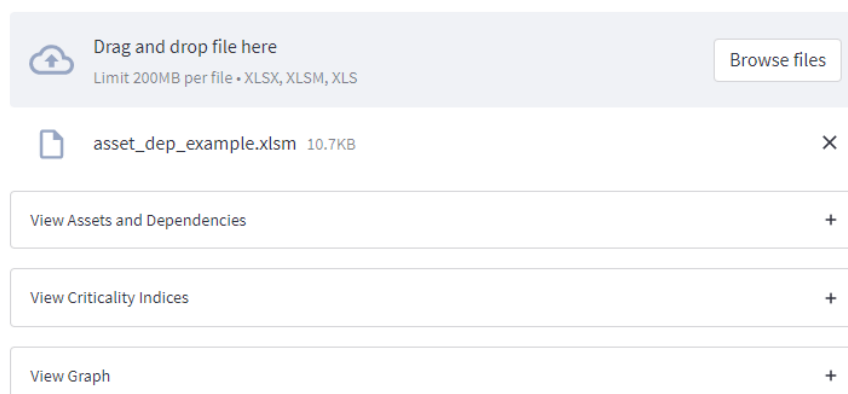 Drag and drop file here
Limit 200MB per file • XLSX, XLSM, XLS
Browse files
asset_dep_example.xlsm 10.7KB
View Assets and Dependencies
View Criticality Indices
View Graph